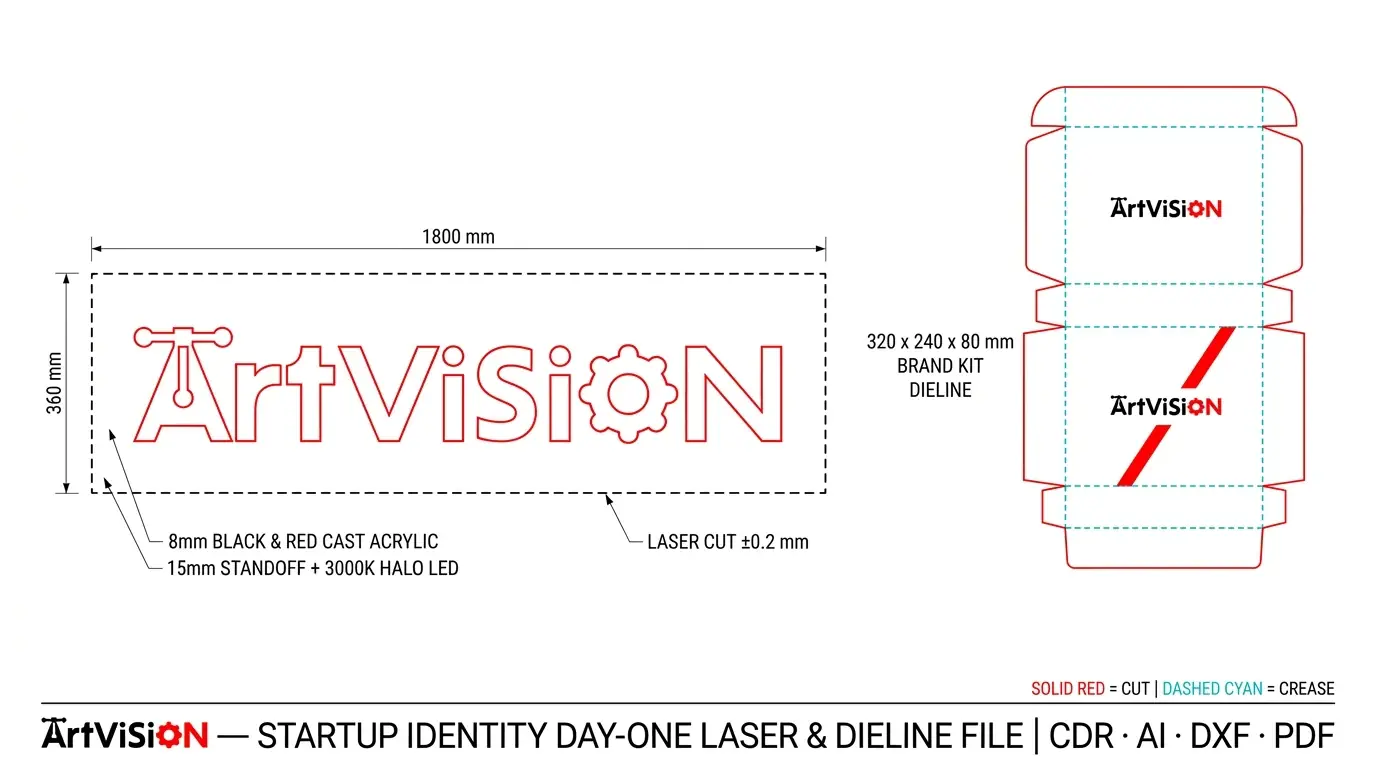 1800 mm
360 mm
ArtViSiON
8mm BLACK & RED CAST ACRYLIC
15mm STANDOFF + 3000K HALO LED
LASER CUT ±0.2 mm
ArtViSiON
320 x 240 x 80 mm
BRAND KIT
DIELINE
ArtViSiON
SOLID RED = CUT | DASHED CYAN = CREASE
ArtViSiON — STARTUP IDENTITY DAY-ONE LASER & DIELINE FILE | CDR · AI · DXF · PDF